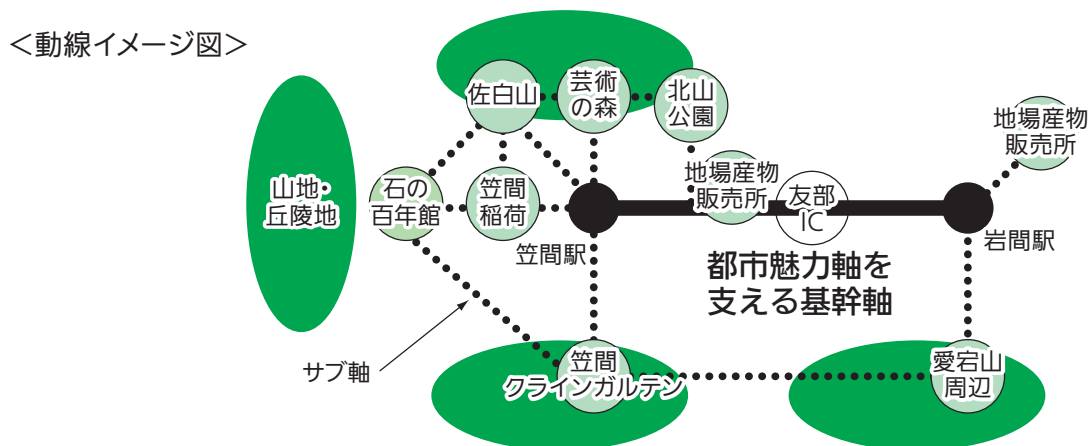 <動線イメージ図>
佐白山
芸術
の森
北山
公園
地場産物
販売所
山地・
丘陵地
石の
百年館
笠間
稲荷
地場産物
販売所
友部
IC
笠間駅
岩間駅
都市魅力軸を
支える基幹軸
サブ軸
笠間
クラインガルテン
愛宕山
周辺